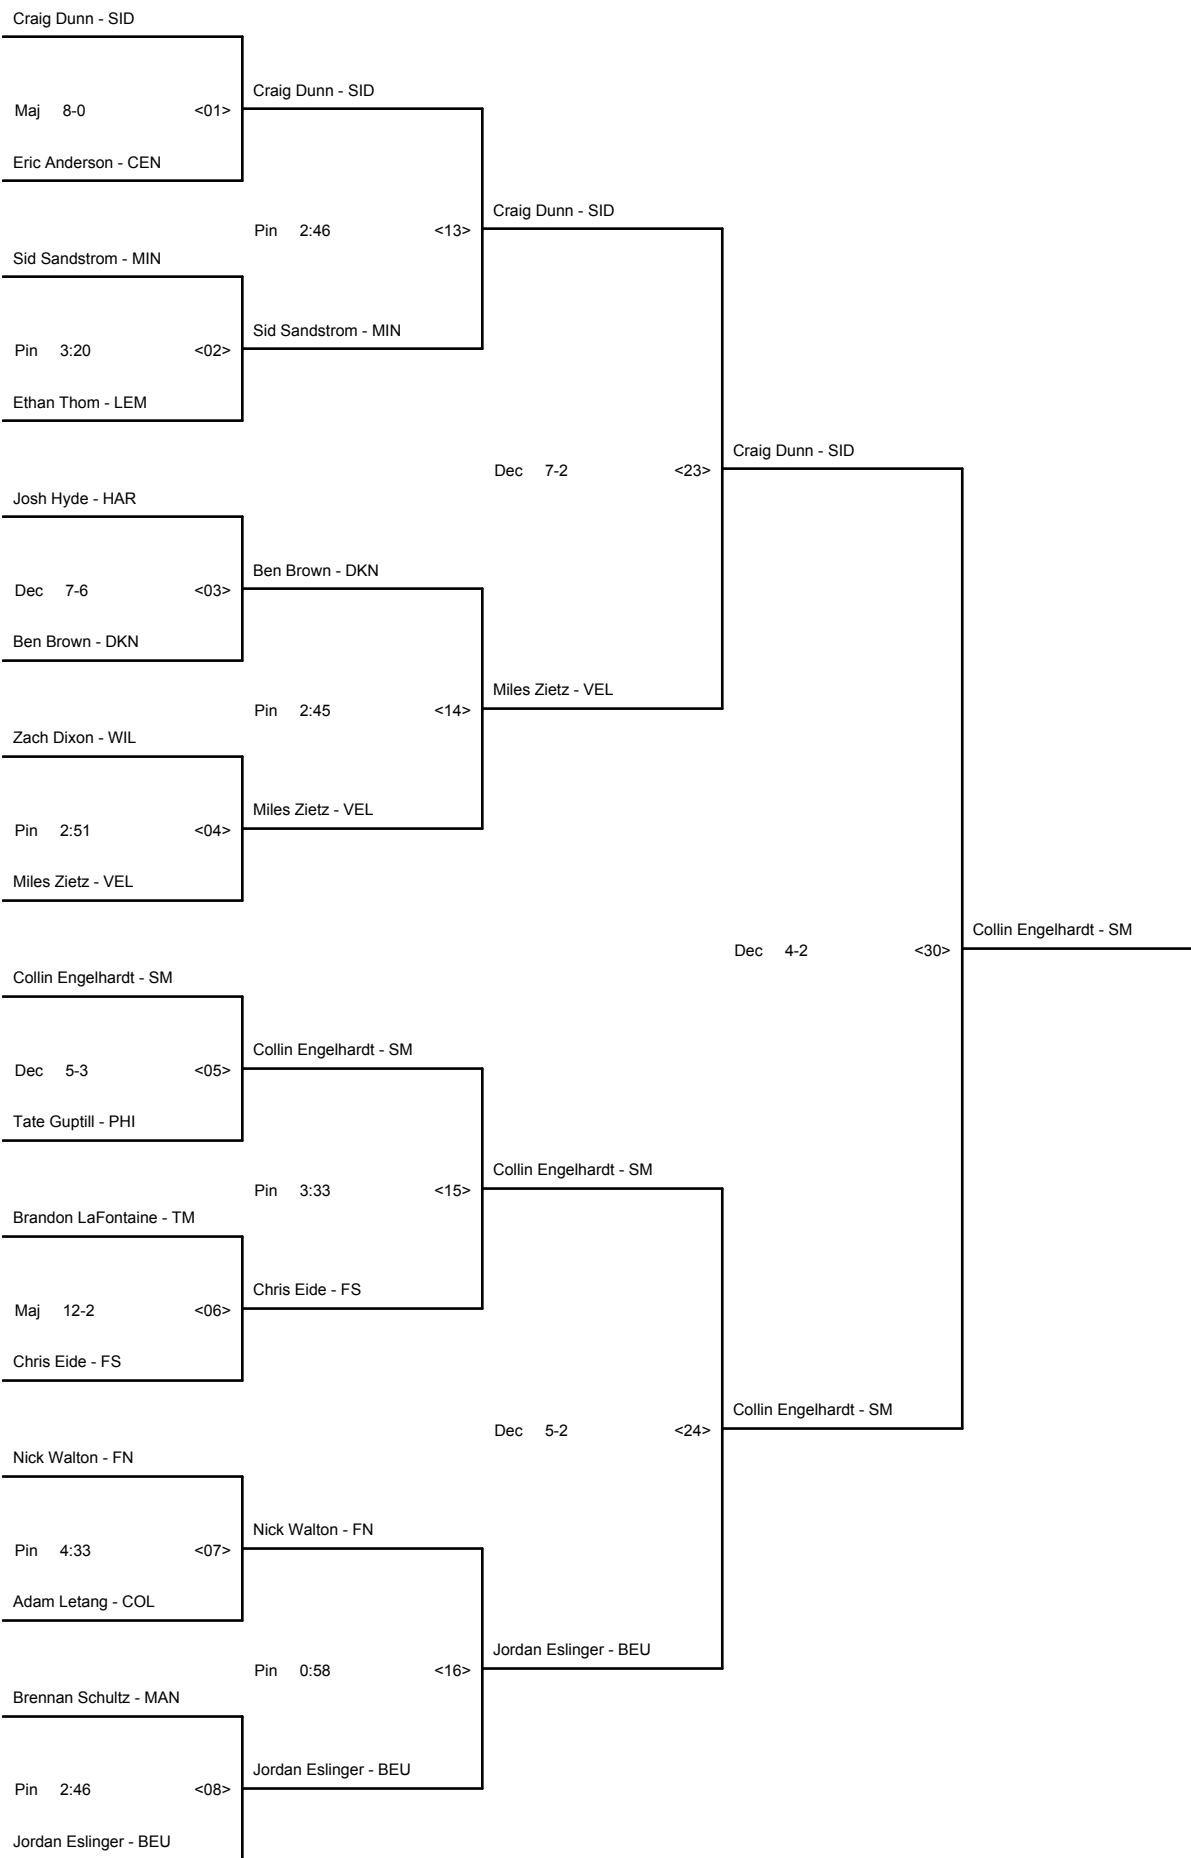 Craig Dunn - SID
Craig Dunn - SID
Maj 8-0 <01>
Eric Anderson - CEN
Craig Dunn - SID
Pin 2:46 <13>
Sid Sandstrom - MIN
Sid Sandstrom - MIN
Pin 3:20 <02>
Ethan Thom - LEM
Craig Dunn - SID
Dec 7-2 <23>
Josh Hyde - HAR
Ben Brown - DKN
Dec 7-6 <03>
Ben Brown - DKN
Miles Zietz - VEL
Pin 2:45 <14>
Zach Dixon - WIL
Miles Zietz - VEL
Pin 2:51 <04>
Miles Zietz - VEL
Collin Engelhardt - SM
Dec 4-2 <30>
Collin Engelhardt - SM
Collin Engelhardt - SM
Dec 5-3 <05>
Tate Guptill - PHI
Collin Engelhardt - SM
Pin 3:33 <15>
Brandon LaFontaine - TM
Chris Eide - FS
Maj 12-2 <06>
Chris Eide - FS
Collin Engelhardt - SM
Dec 5-2 <24>
Nick Walton - FN
Nick Walton - FN
Pin 4:33 <07>
Adam Letang - COL
Jordan Eslinger - BEU
Pin 0:58 <16>
Brennan Schultz - MAN
Jordan Eslinger - BEU
Pin 2:46 <08>
Jordan Eslinger - BEU